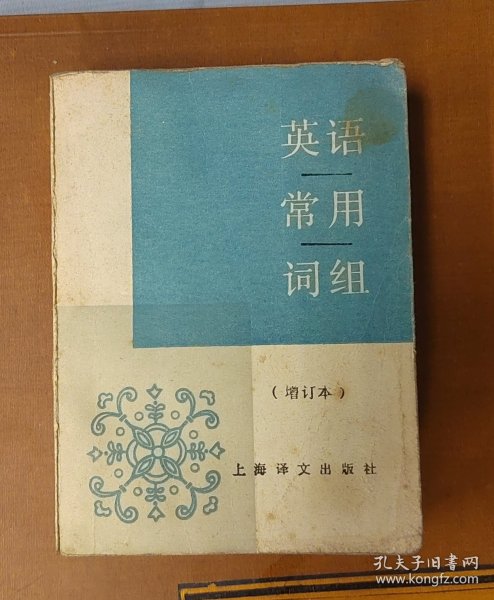 英语
常用
词组
（增订本）
上海译文出版社
孔夫子旧书网
www.kongfz.com